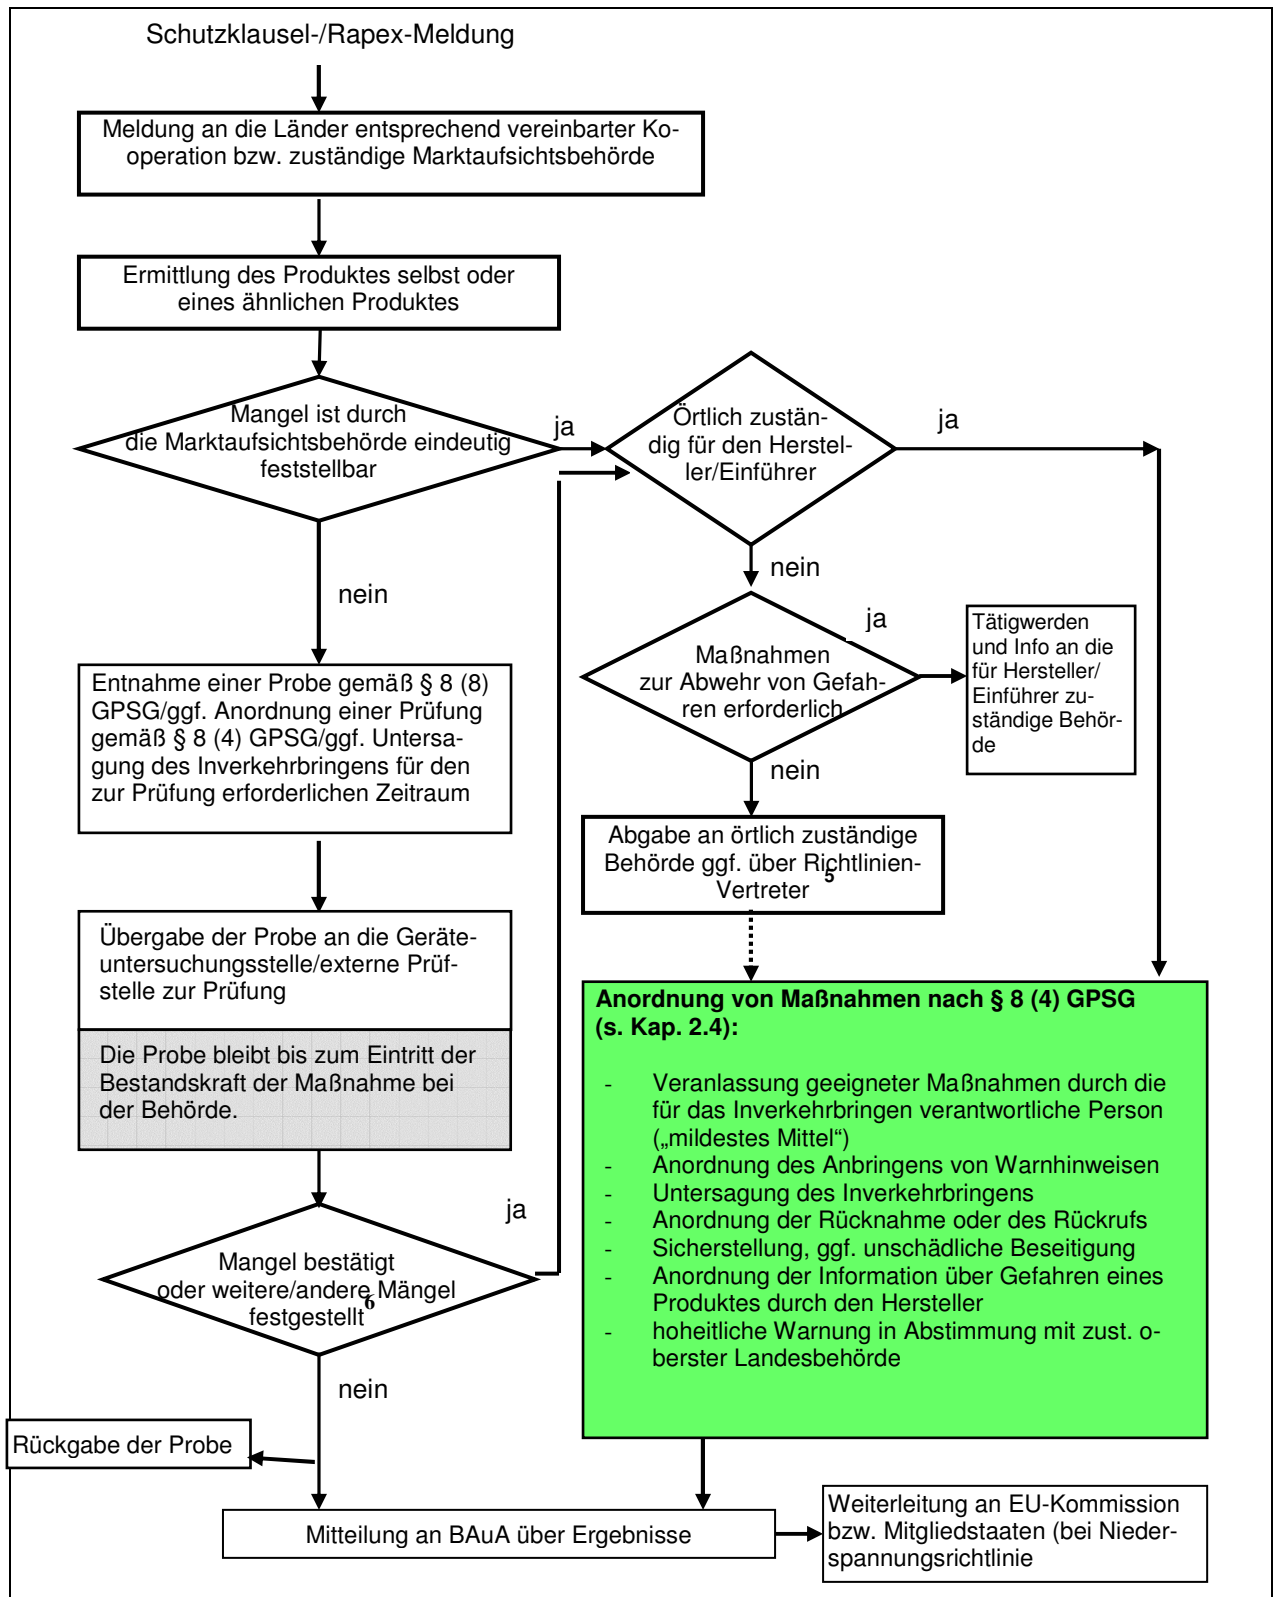 Schutzklausel-/Rapex-Meldung
Meldung an die Länder entsprechend vereinbarter Ko-
operation bzw. zuständige Marktaufsichtsbehörde
Ermittlung des Produktes selbst oder
eines ähnlichen Produktes
Mangel ist durch
die Marktaufsichtsbehörde eindeutig
feststellbar
ja
Örtlich zustän-
dig für den Herstel-
ler/Einführer
ja
nein
nein
Maßnahmen
zur Abwehr von Gefah-
ren erforderlich
ja
Tätigwerden
und Info an die
für Hersteller/
Einführer zu-
ständige Behör-
de
nein
Entnahme einer Probe gemäß § 8 (8)
GPSG/ggf. Anordnung einer Prüfung
gemäß § 8 (4) GPSG/ggf. Untersa-
gung des Inverkehrbringens für den
zur Prüfung erforderlichen Zeitraum
Abgabe an örtlich zuständige
Behörde ggf. über Richtlinien-
Vertreter 5
Übergabe der Probe an die Geräte-
untersuchungsstelle/externe Prüf-
stelle zur Prüfung
Die Probe bleibt bis zum Eintritt der
Bestandskraft der Maßnahme bei
der Behörde.
Anordnung von Maßnahmen nach § 8 (4) GPSG
(s. Kap. 2.4):
- Veranlassung geeigneter Maßnahmen durch die
für das Inverkehrbringen verantwortliche Person
(„mildestes Mittel“)
- Anordnung des Anbringens von Warnhinweisen
- Untersagung des Inverkehrbringens
- Anordnung der Rücknahme oder des Rückrufs
- Sicherstellung, ggf. unschädliche Beseitigung
- Anordnung der Information über Gefahren eines
Produktes durch den Hersteller
- hoheitliche Warnung in Abstimmung mit zust. o-
berster Landesbehörde
ja
Mangel bestätigt
oder weitere/andere Mängel
festgestellt6
nein
Rückgabe der Probe
Mitteilung an BAuA über Ergebnisse
Weiterleitung an EU-Kommission
bzw. Mitgliedstaaten (bei Nieder-
spannungsrichtlinie